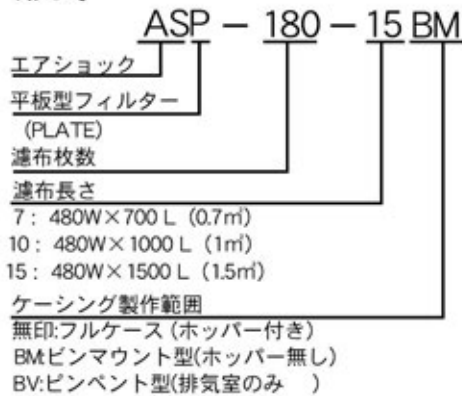 ASP － 180 － 15 BM
エアショック
平板型フィルター
(PLATE)
濾布枚数
濾布長さ
7： 480W×700 L（0.7㎡）
10： 480W×1000 L（1㎡）
15： 480W×1500 L（1.5㎡）
ケーシング製作範囲
無印:フルケース（ホッパー付き）
BM:ビンマウント型(ホッパー無し）
BV:ビンベント型(排気室のみ　）